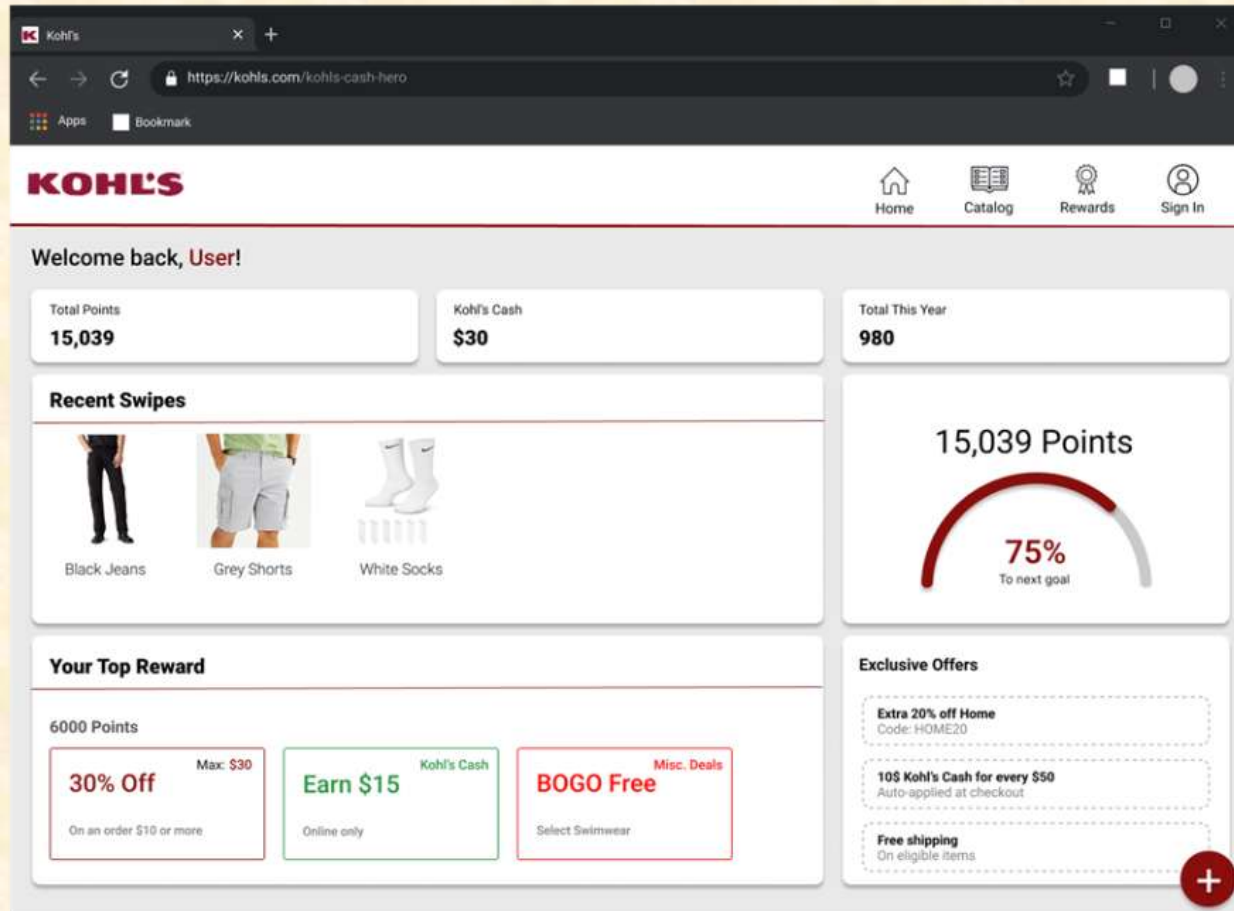 Kohl's
https://kohls.com/kohls-cash-hero
Apps
Bookmark
KOHL'S
Home
Catalog
Rewards
Sign In
Welcome back, User!
Total Points
15,039
Kohl's Cash
$30
Total This Year
980
Recent Swipes
Black Jeans
Grey Shorts
White Socks
15,039 Points
75%
To next goal
Your Top Reward
6000 Points
Max: $30
30% Off
On an order $10 or more
Kohl's Cash
Earn $15
Online only
Misc. Deals
BOGO Free
Select Swimwear
Exclusive Offers
Extra 20% off Home
Code: HOME20
10$ Kohl's Cash for every $50
Auto-applied at checkout
Free shipping
On eligible items